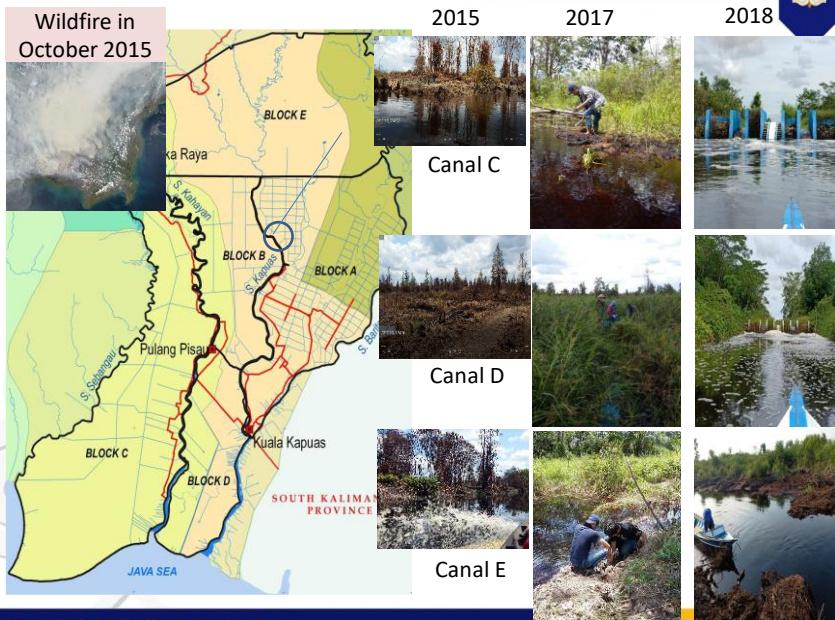 Wildfire in
October 2015
2015
2017
2018
BLOCK E
ka Raya
S. Kahayan
BLOCK B
S. Kapuas
BLOCK A
Pulang Pisau
S. Sebangau
Kuala Kapuas
BLOCK C
BLOCK D
SOUTH KALIMAN
PROVINCE
JAVA SEA
Canal C
Canal D
Canal E